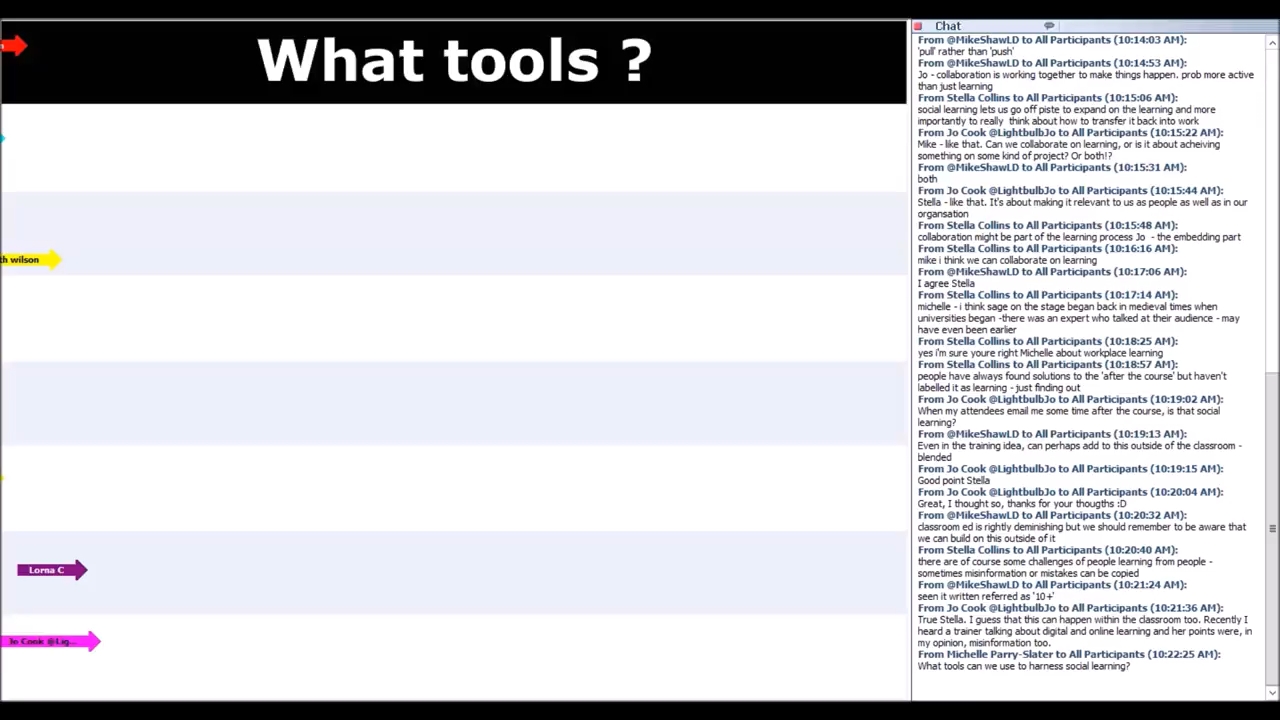 What tools ?
th wilson
Lorna C
Jo Cook @Lig...
Chat
From @MikeShawLD to All Participants (10:14:03 AM):
'pull' rather than 'push'
From @MikeShawLD to All Participants (10:14:53 AM):
Jo - collaboration is working together to make things happen. prob more active
than just learning
From Stella Collins to All Participants (10:15:06 AM):
social learning lets us go off piste to expand on the learning and more
importantly to really  think about how to transfer it back into work
From Jo Cook @LightbulbJo to All Participants (10:15:22 AM):
Mike - like that. Can we collaborate on learning, or is it about acheiving
something on some kind of project? Or both!?
From @MikeShawLD to All Participants (10:15:31 AM):
both
From Jo Cook @LightbulbJo to All Participants (10:15:44 AM):
Stella - like that. It's about making it relevant to us as people as well as in our
organsation
From Stella Collins to All Participants (10:15:48 AM):
collaboration might be part of the learning process Jo  - the embedding part
From Stella Collins to All Participants (10:16:16 AM):
mike i think we can collaborate on learning
From @MikeShawLD to All Participants (10:17:06 AM):
I agree Stella
From Stella Collins to All Participants (10:17:14 AM):
michelle - i think sage on the stage began back in medieval times when
universities began -there was an expert who talked at their audience - may
have even been earlier
From Stella Collins to All Participants (10:18:25 AM):
yes i'm sure youre right Michelle about workplace learning
From Stella Collins to All Participants (10:18:57 AM):
people have always found solutions to the 'after the course' but haven't
labelled it as learning - just finding out
From Jo Cook @LightbulbJo to All Participants (10:19:02 AM):
When my attendees email me some time after the course, is that social
learning?
From @MikeShawLD to All Participants (10:19:13 AM):
Even in the training idea, can perhaps add to this outside of the classroom -
blended
From Jo Cook @LightbulbJo to All Participants (10:19:15 AM):
Good point Stella
From Jo Cook @LightbulbJo to All Participants (10:20:04 AM):
Great, I thought so, thanks for your thougths :D
From @MikeShawLD to All Participants (10:20:32 AM):
classroom ed is rightly deminishing but we should remember to be aware that
we can build on this outside of it
From Stella Collins to All Participants (10:20:40 AM):
there are of course some challenges of people learning from people -
sometimes misinformation or mistakes can be copied
From @MikeShawLD to All Participants (10:21:24 AM):
seen it written referred as '10+'
From Jo Cook @LightbulbJo to All Participants (10:21:36 AM):
True Stella. I guess that this can happen within the classroom too. Recently I
heard a trainer talking about digital and online learning and her points were, in
my opinion, misinformation too.
From Michelle Parry-Slater to All Participants (10:22:25 AM):
What tools can we use to harness social learning?